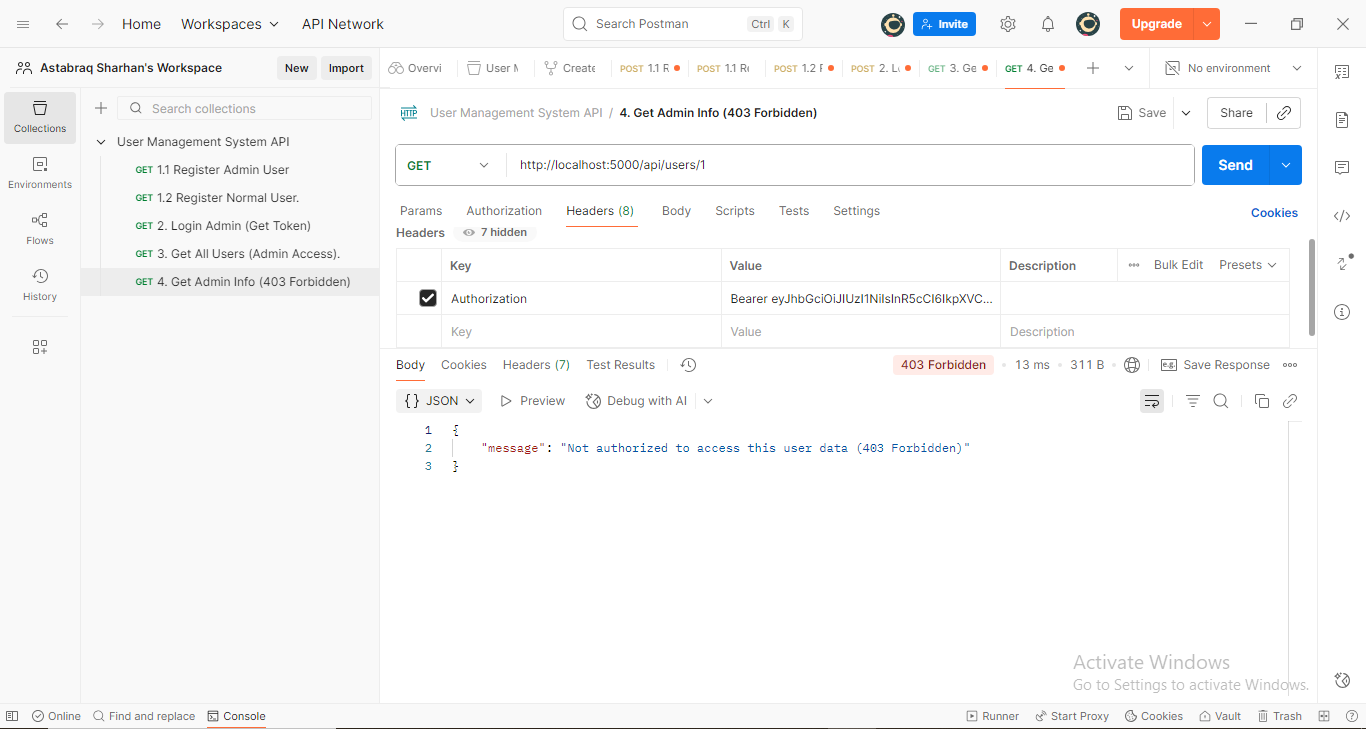 Home Workspaces API Network Search Postman Ctrl K Invite Upgrade
Astabraq Sharhan's Workspace New Import
Overvi User M Create POST 1.1 R POST 1.1 Re POST 1.2 F POST 2. Lo GET 3. Ge GET 4. Ge No environment
Collections
Environments
Flows
History
Search collections
User Management System API
GET 1.1 Register Admin User
GET 1.2 Register Normal User.
GET 2. Login Admin (Get Token)
GET 3. Get All Users (Admin Access).
GET 4. Get Admin Info (403 Forbidden)
HTTP User Management System API / 4. Get Admin Info (403 Forbidden) Save Share
GET http://localhost:5000/api/users/1 Send
Params Authorization Headers (8) Body Scripts Tests Settings Cookies
Headers 7 hidden
Key Value Description Bulk Edit Presets
Authorization Bearer eyJhbGciOiJIUzI1NiIsInR5cCI6IkpXVC...
Key Value Description
Body Cookies Headers (7) Test Results 403 Forbidden 13 ms 311 B e.g. Save Response
{} JSON Preview Debug with AI
1 {
2 "message": "Not authorized to access this user data (403 Forbidden)"
3 }
Activate Windows
Go to Settings to activate Windows.
Online Find and replace Console Runner Start Proxy Cookies Vault Trash